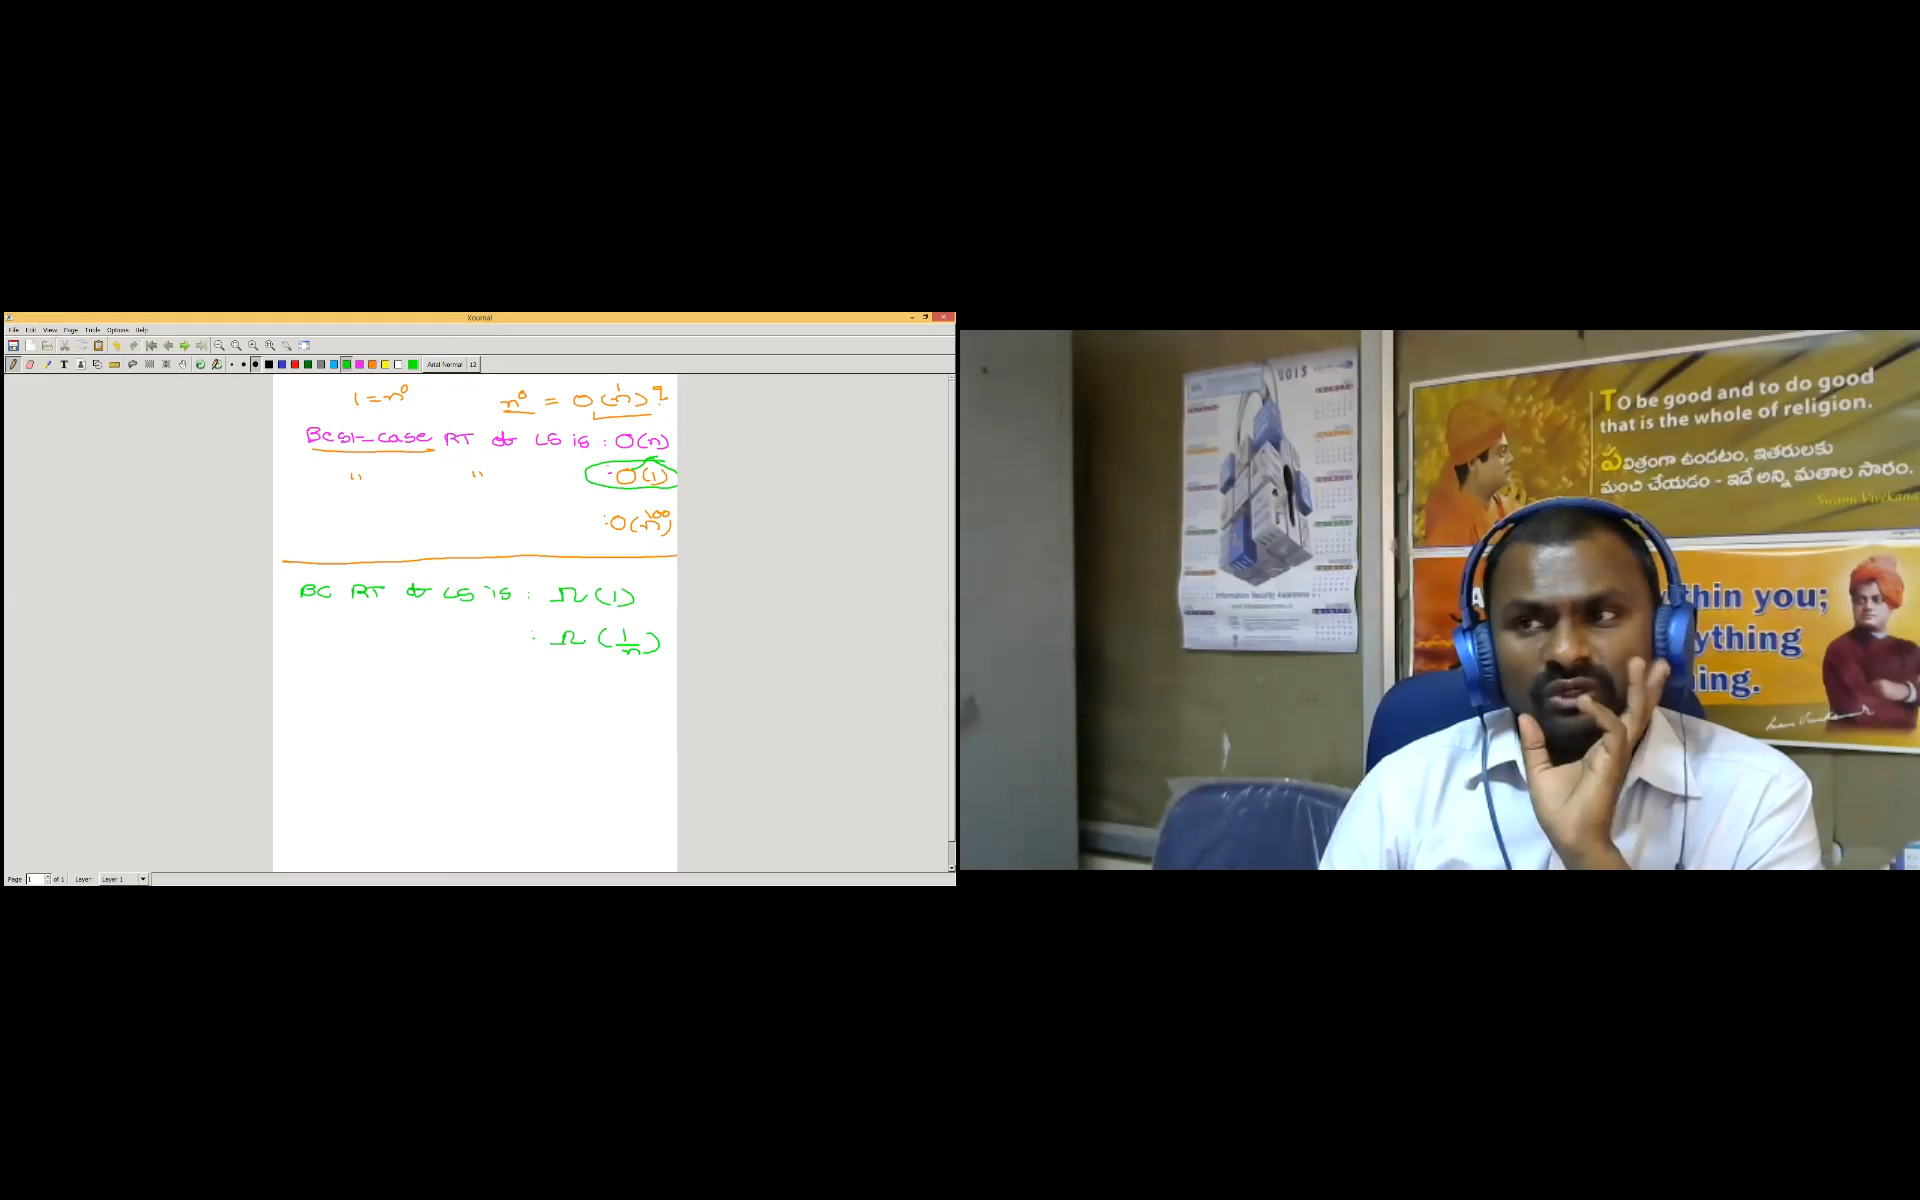 Xournal
File Edit View Page Tools Options Help
Arial Normal 12
1 = n⁰ n⁰ = O(n¹)?
Best-case RT of LS is : O(n)
" " : O(1)
: O(n¹⁰⁰)
BC RT of LS is : Ω(1)
: Ω(1/n)
Page 1 of 1 Layer: Layer 1
2015
Information Security Awareness
To be good and to do good
that is the whole of religion.
పవిత్రంగా ఉండటం, ఇతరులకు
మంచి చేయడం - ఇదే అన్ని మతాల సారం.
Swami Vivekana
thin you;
ything
ing.